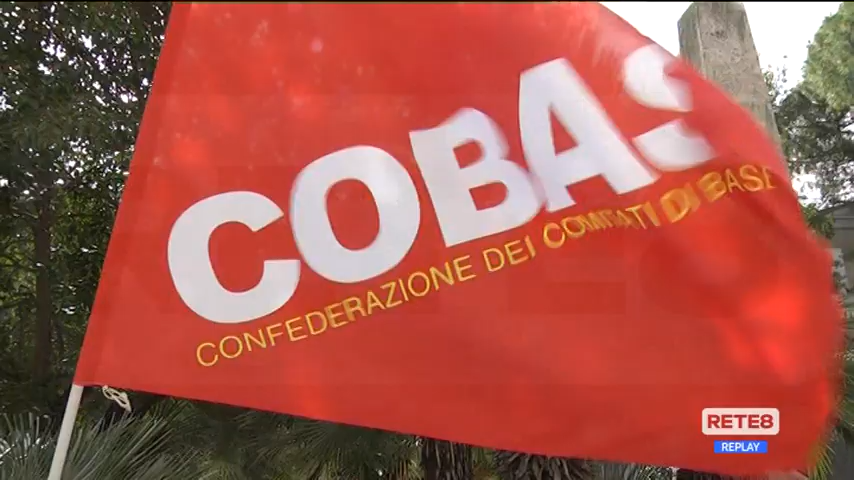 COBAS
CONFEDERAZIONE DEI COMITATI DI BASE
RETE8
REPLAY